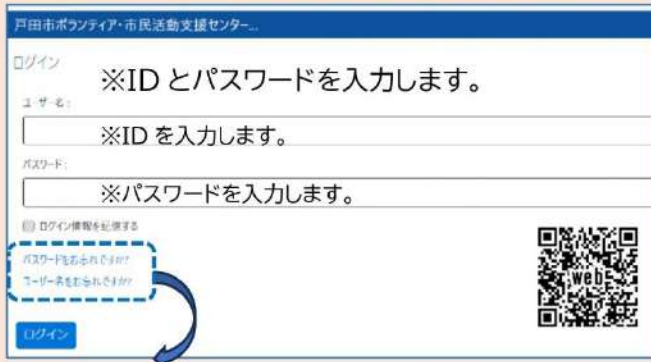 戸田市ボランティア・市民活動支援センター...
ログイン
※IDとパスワードを入力します。
ユーザー名:
※IDを入力します。
パスワード:
※パスワードを入力します。
ログイン情報を記憶する
パスワードをお忘れですか?
ユーザー名をお忘れですか?
web
ログイン